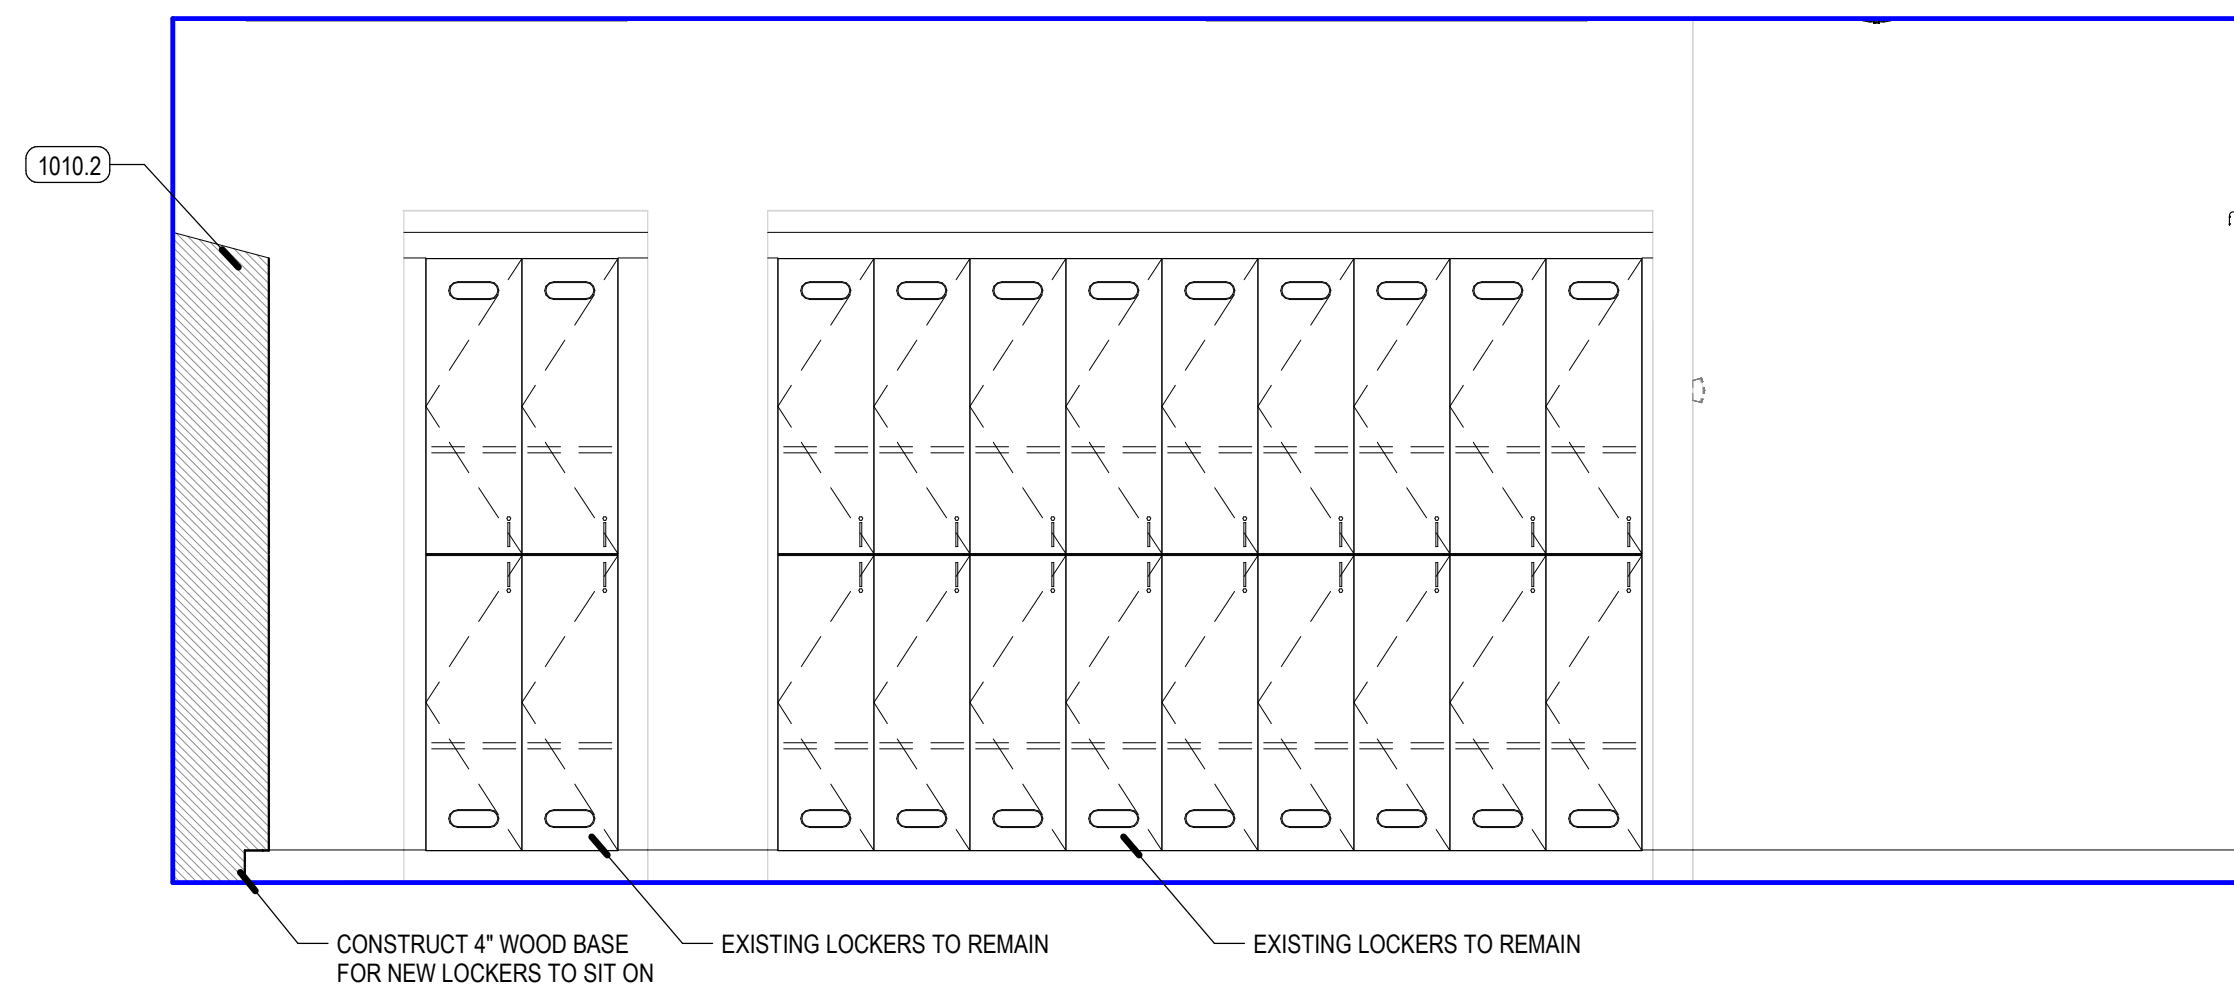 1010.2
CONSTRUCT 4" WOOD BASE
FOR NEW LOCKERS TO SIT ON
EXISTING LOCKERS TO REMAIN
EXISTING LOCKERS TO REMAIN